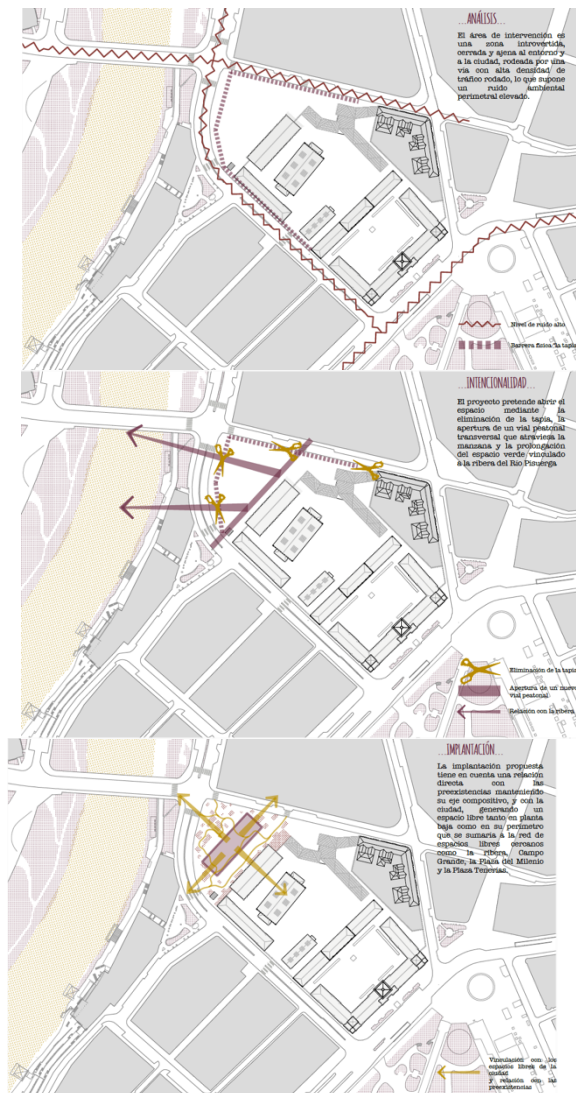 ...ANÁLISIS...
El área de intervención es
una zona introvertida,
cerrada y ajena al entorno y
a la ciudad, rodeada por una
via con alta densidad de
tráfico rodado, lo que supone
un ruido ambiental
perimetral elevado.
Nivel de ruido alto
Barrera física "la tapia"
...INTENCIONALIDAD...
El proyecto pretende abrir el
espacio mediante la
eliminación de la tapia, la
apertura de un vial peatonal
transversal que atraviesa la
manzana y la prolongación
del espacio verde vinculado
a la ribera del Río Pisuerga
Eliminación de la tapia
Apertura de un nuevo
vial peatonal
Relación con la ribera
...IMPLANTACIÓN...
La implantación propuesta
tiene en cuenta una relación
directa con las
preexistencias manteniendo
su eje compositivo, y con la
ciudad, generando un
espacio libre tanto en planta
baja como en su perímetro
que se sumaría a la red de
espacios libres cercanos
como la ribera, Campo
Grande, la Plaza del Milenio
y la Plaza Tenerías.
Vinculación con los
espacios libres de la
ciudad
y relación con las
preexistencias